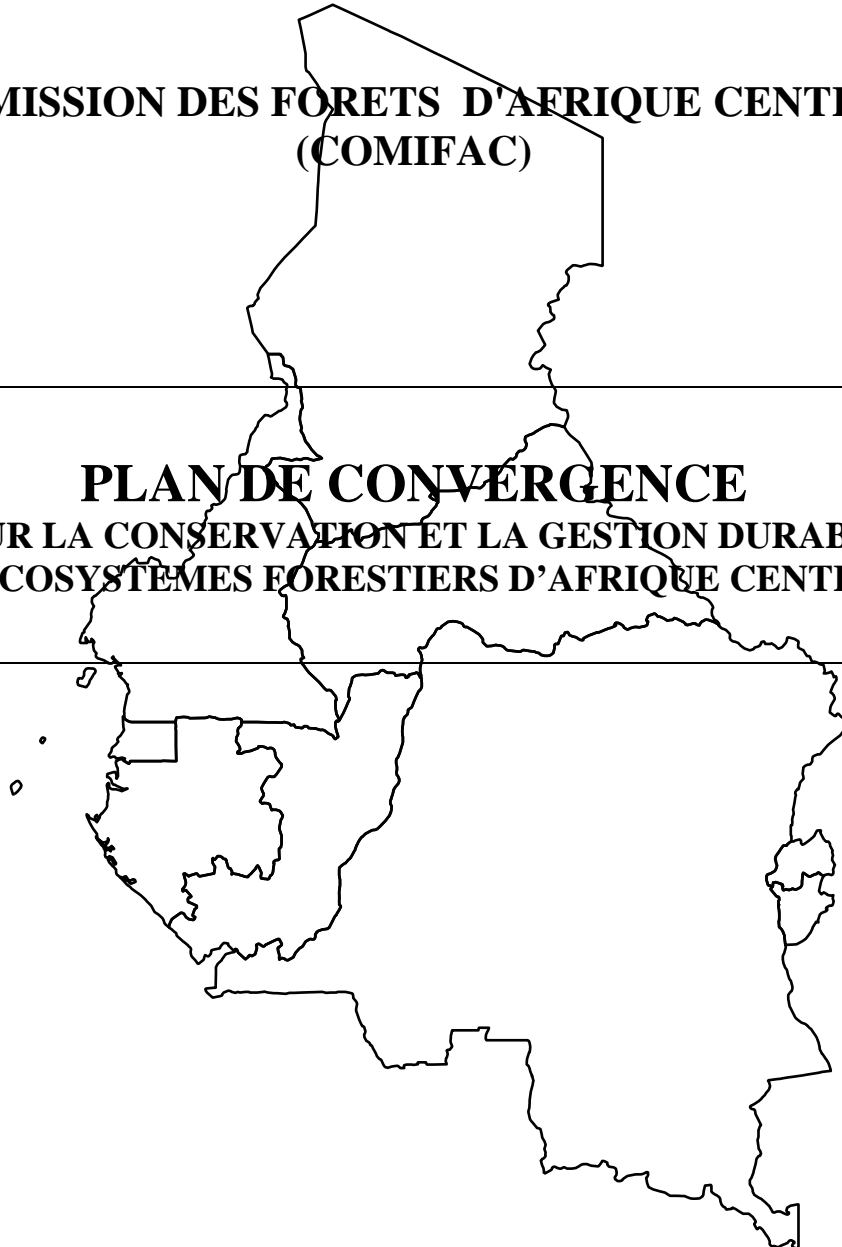 MISSION DES FORETS D'AFRIQUE CENT
(COMIFAC)
PLAN DE CONVERGENCE
UR LA CONSERVATION ET LA GESTION DURAB
COSYSTEMES FORESTIERS D’AFRIQUE CENT